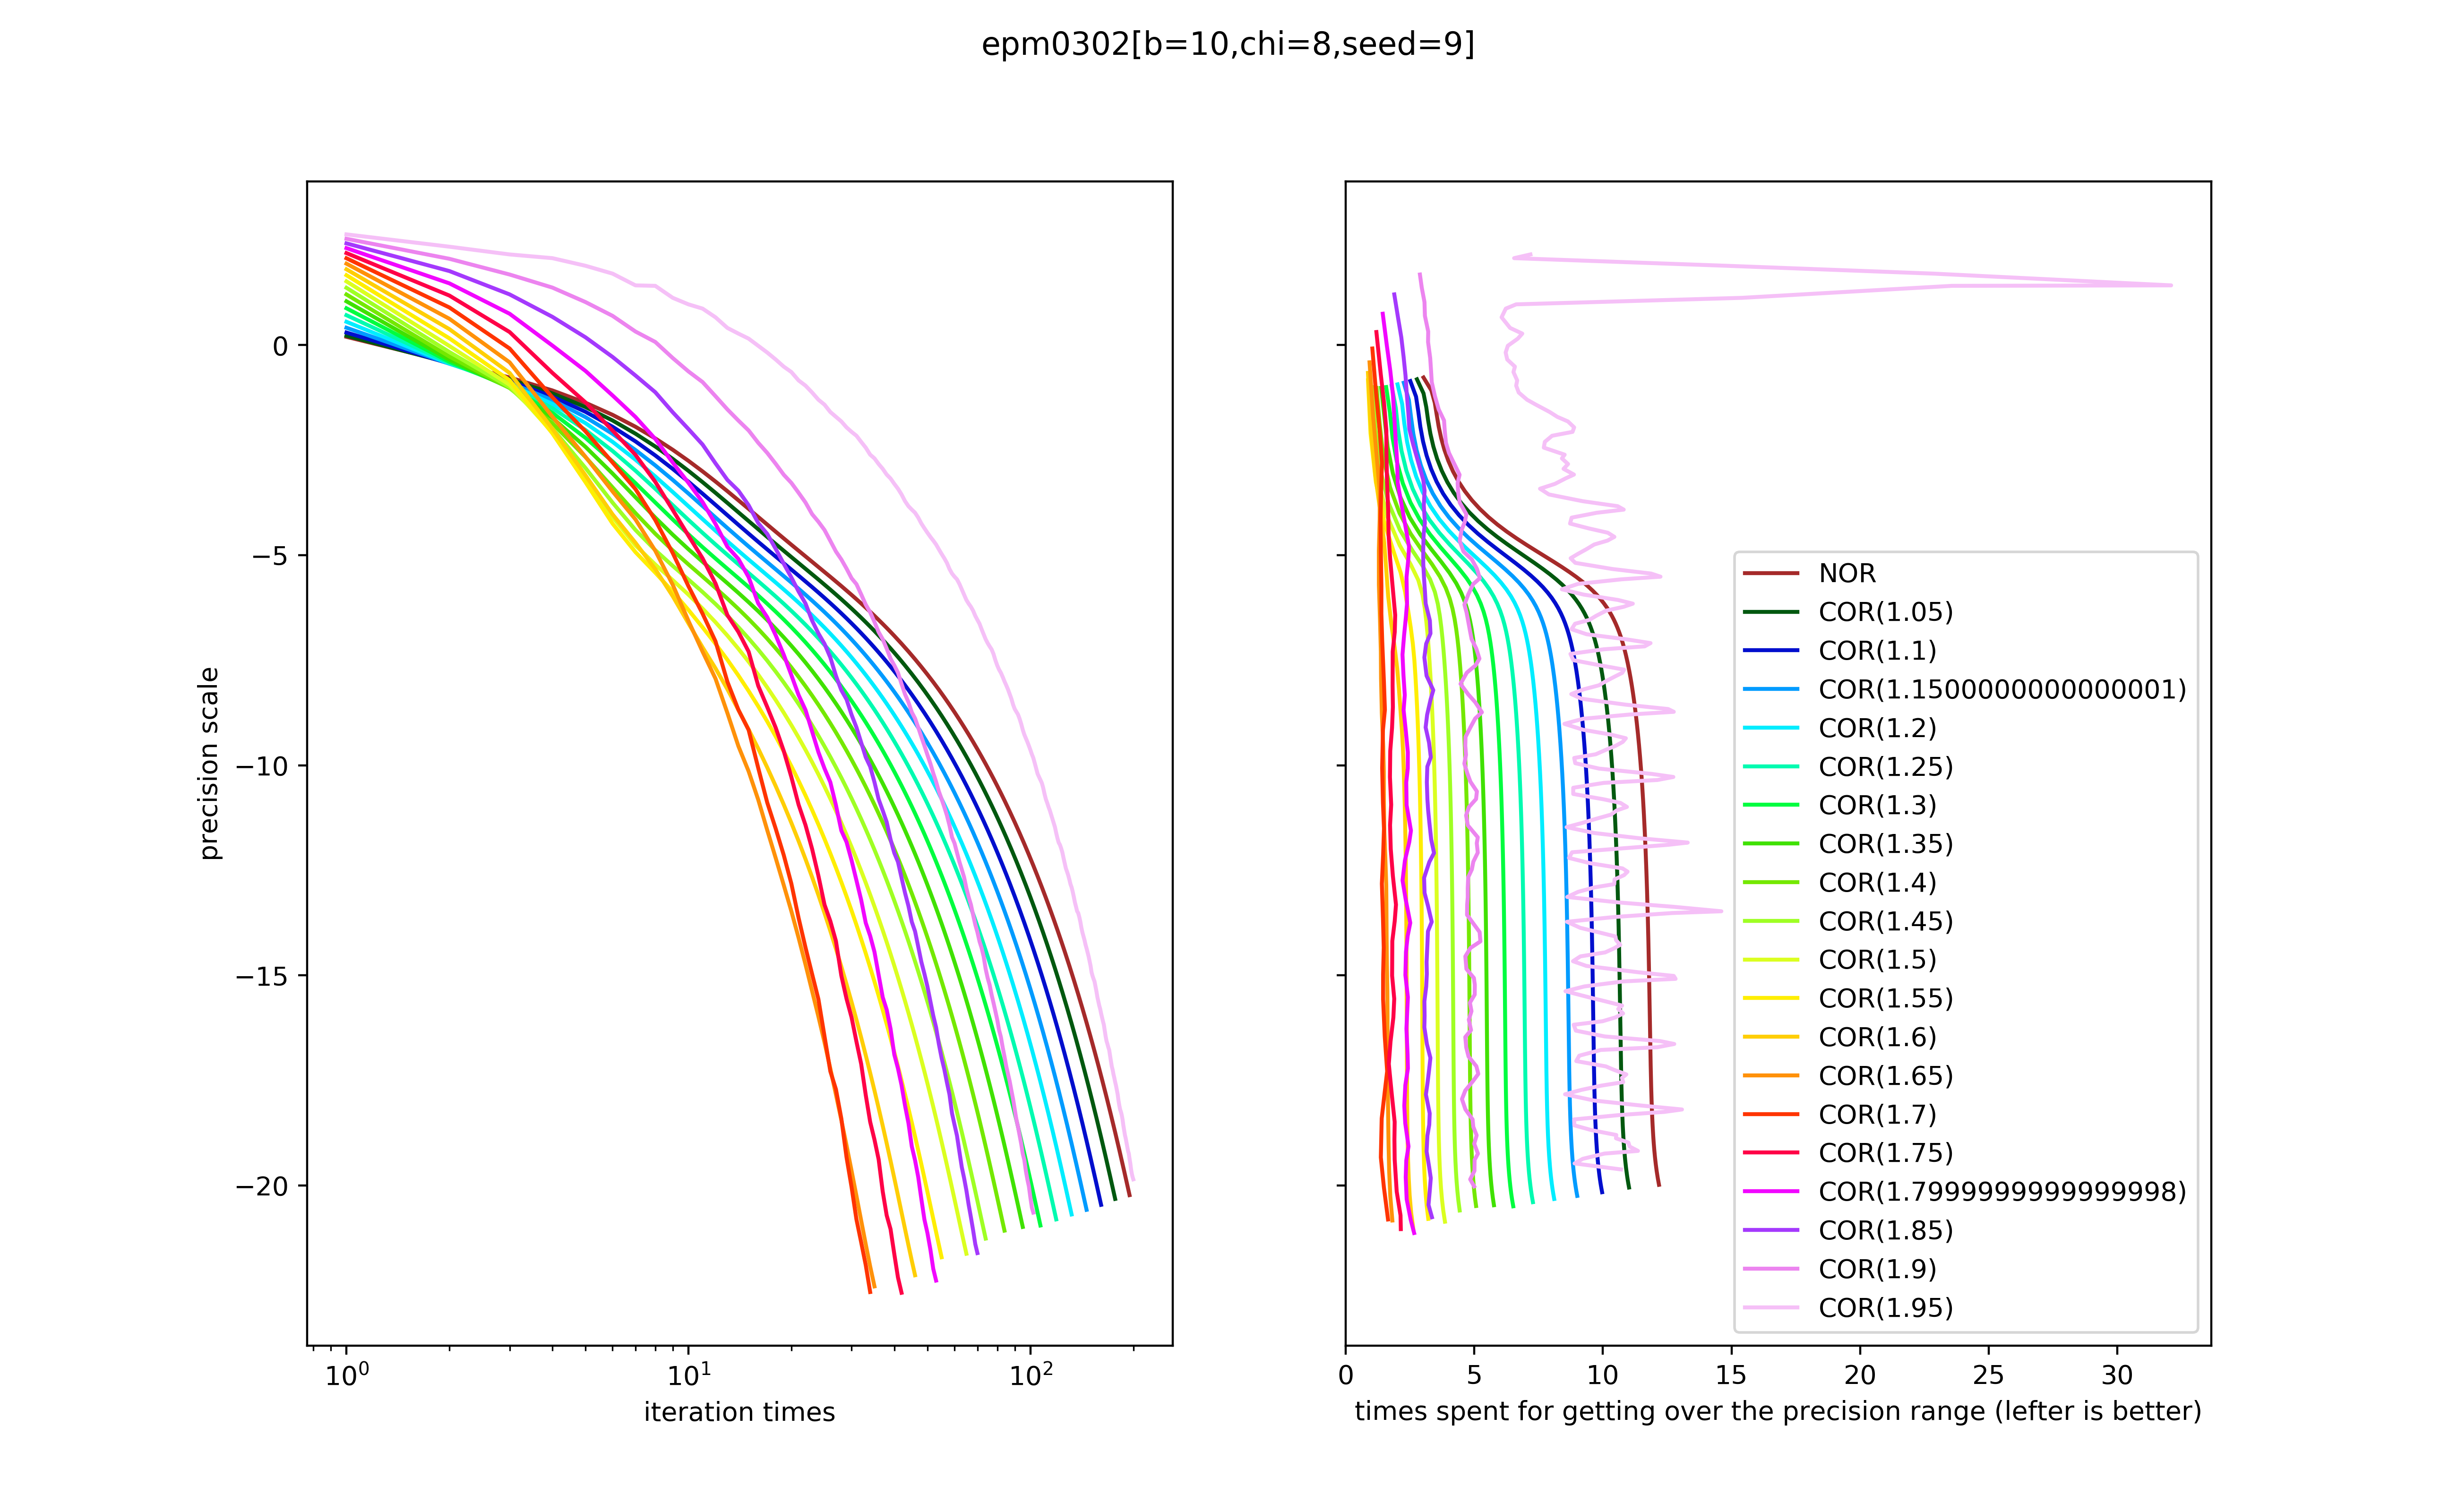 epm0302[b=10,chi=8,seed=9]
precision scale
0
−5
−10
−15
−20
10⁰
10¹
10²
iteration times
NOR
COR(1.05)
COR(1.1)
COR(1.1500000000000001)
COR(1.2)
COR(1.25)
COR(1.3)
COR(1.35)
COR(1.4)
COR(1.45)
COR(1.5)
COR(1.55)
COR(1.6)
COR(1.65)
COR(1.7)
COR(1.75)
COR(1.7999999999999998)
COR(1.85)
COR(1.9)
COR(1.95)
0
5
10
15
20
25
30
times spent for getting over the precision range (lefter is better)